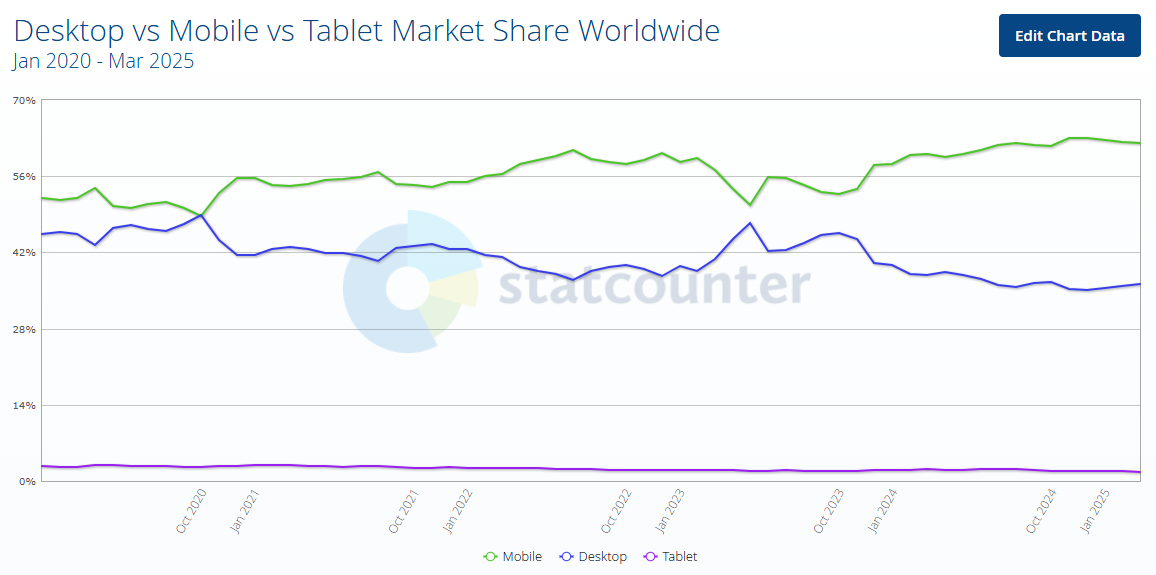 Desktop vs Mobile vs Tablet Market Share Worldwide
Jan 2020 - Mar 2025
Edit Chart Data
70%
56%
42%
28%
14%
0%
statcounter
Oct 2020
Jan 2021
Oct 2021
Jan 2022
Oct 2022
Jan 2023
Oct 2023
Jan 2024
Oct 2024
Jan 2025
Mobile
Desktop
Tablet